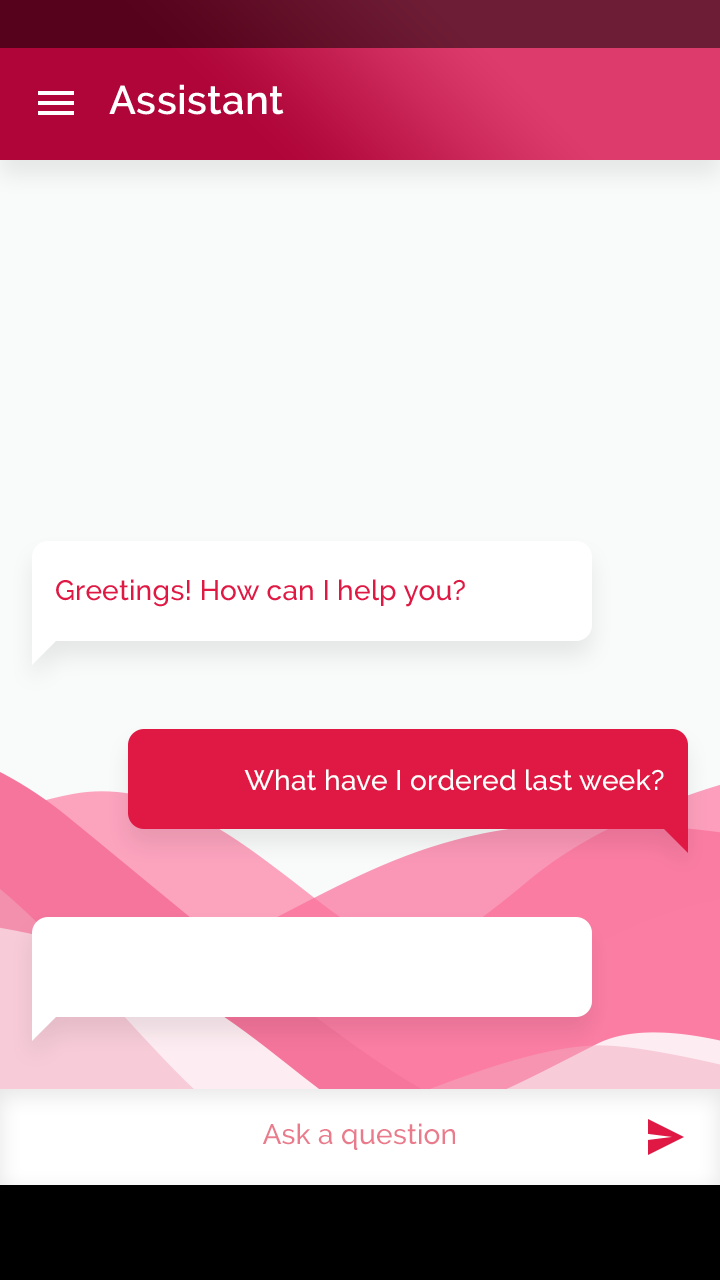 Assistant
Greetings! How can I help you?
What have I ordered last week?
Ask a question